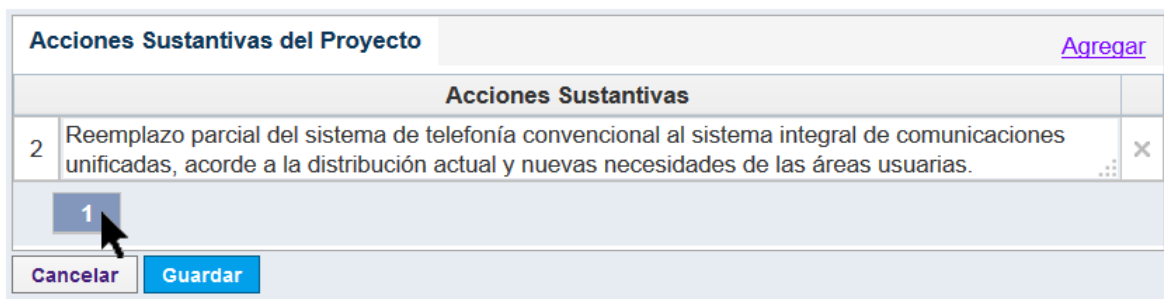 Acciones Sustantivas del Proyecto
Agregar
Acciones Sustantivas
2
Reemplazo parcial del sistema de telefonía convencional al sistema integral de comunicaciones
unificadas, acorde a la distribución actual y nuevas necesidades de las áreas usuarias.
1
Cancelar
Guardar